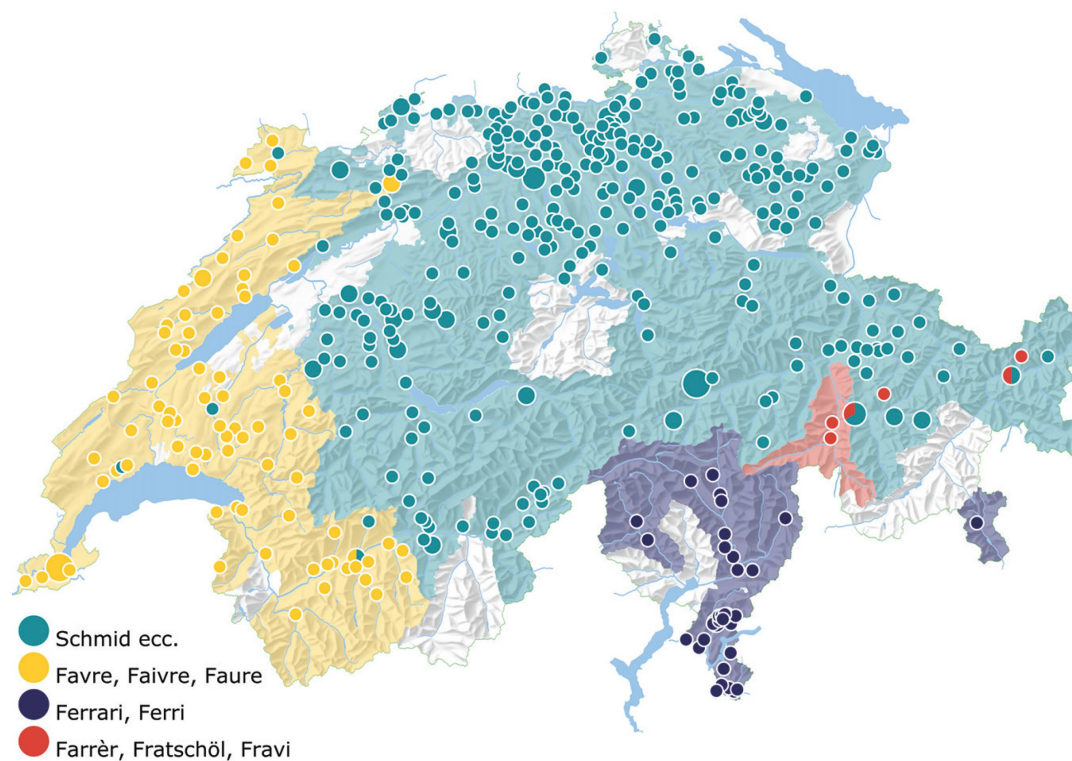 Schmid ecc.
Favre, Faivre, Faure
Ferrari, Ferri
Farrèr, Fratschöl, Fravi